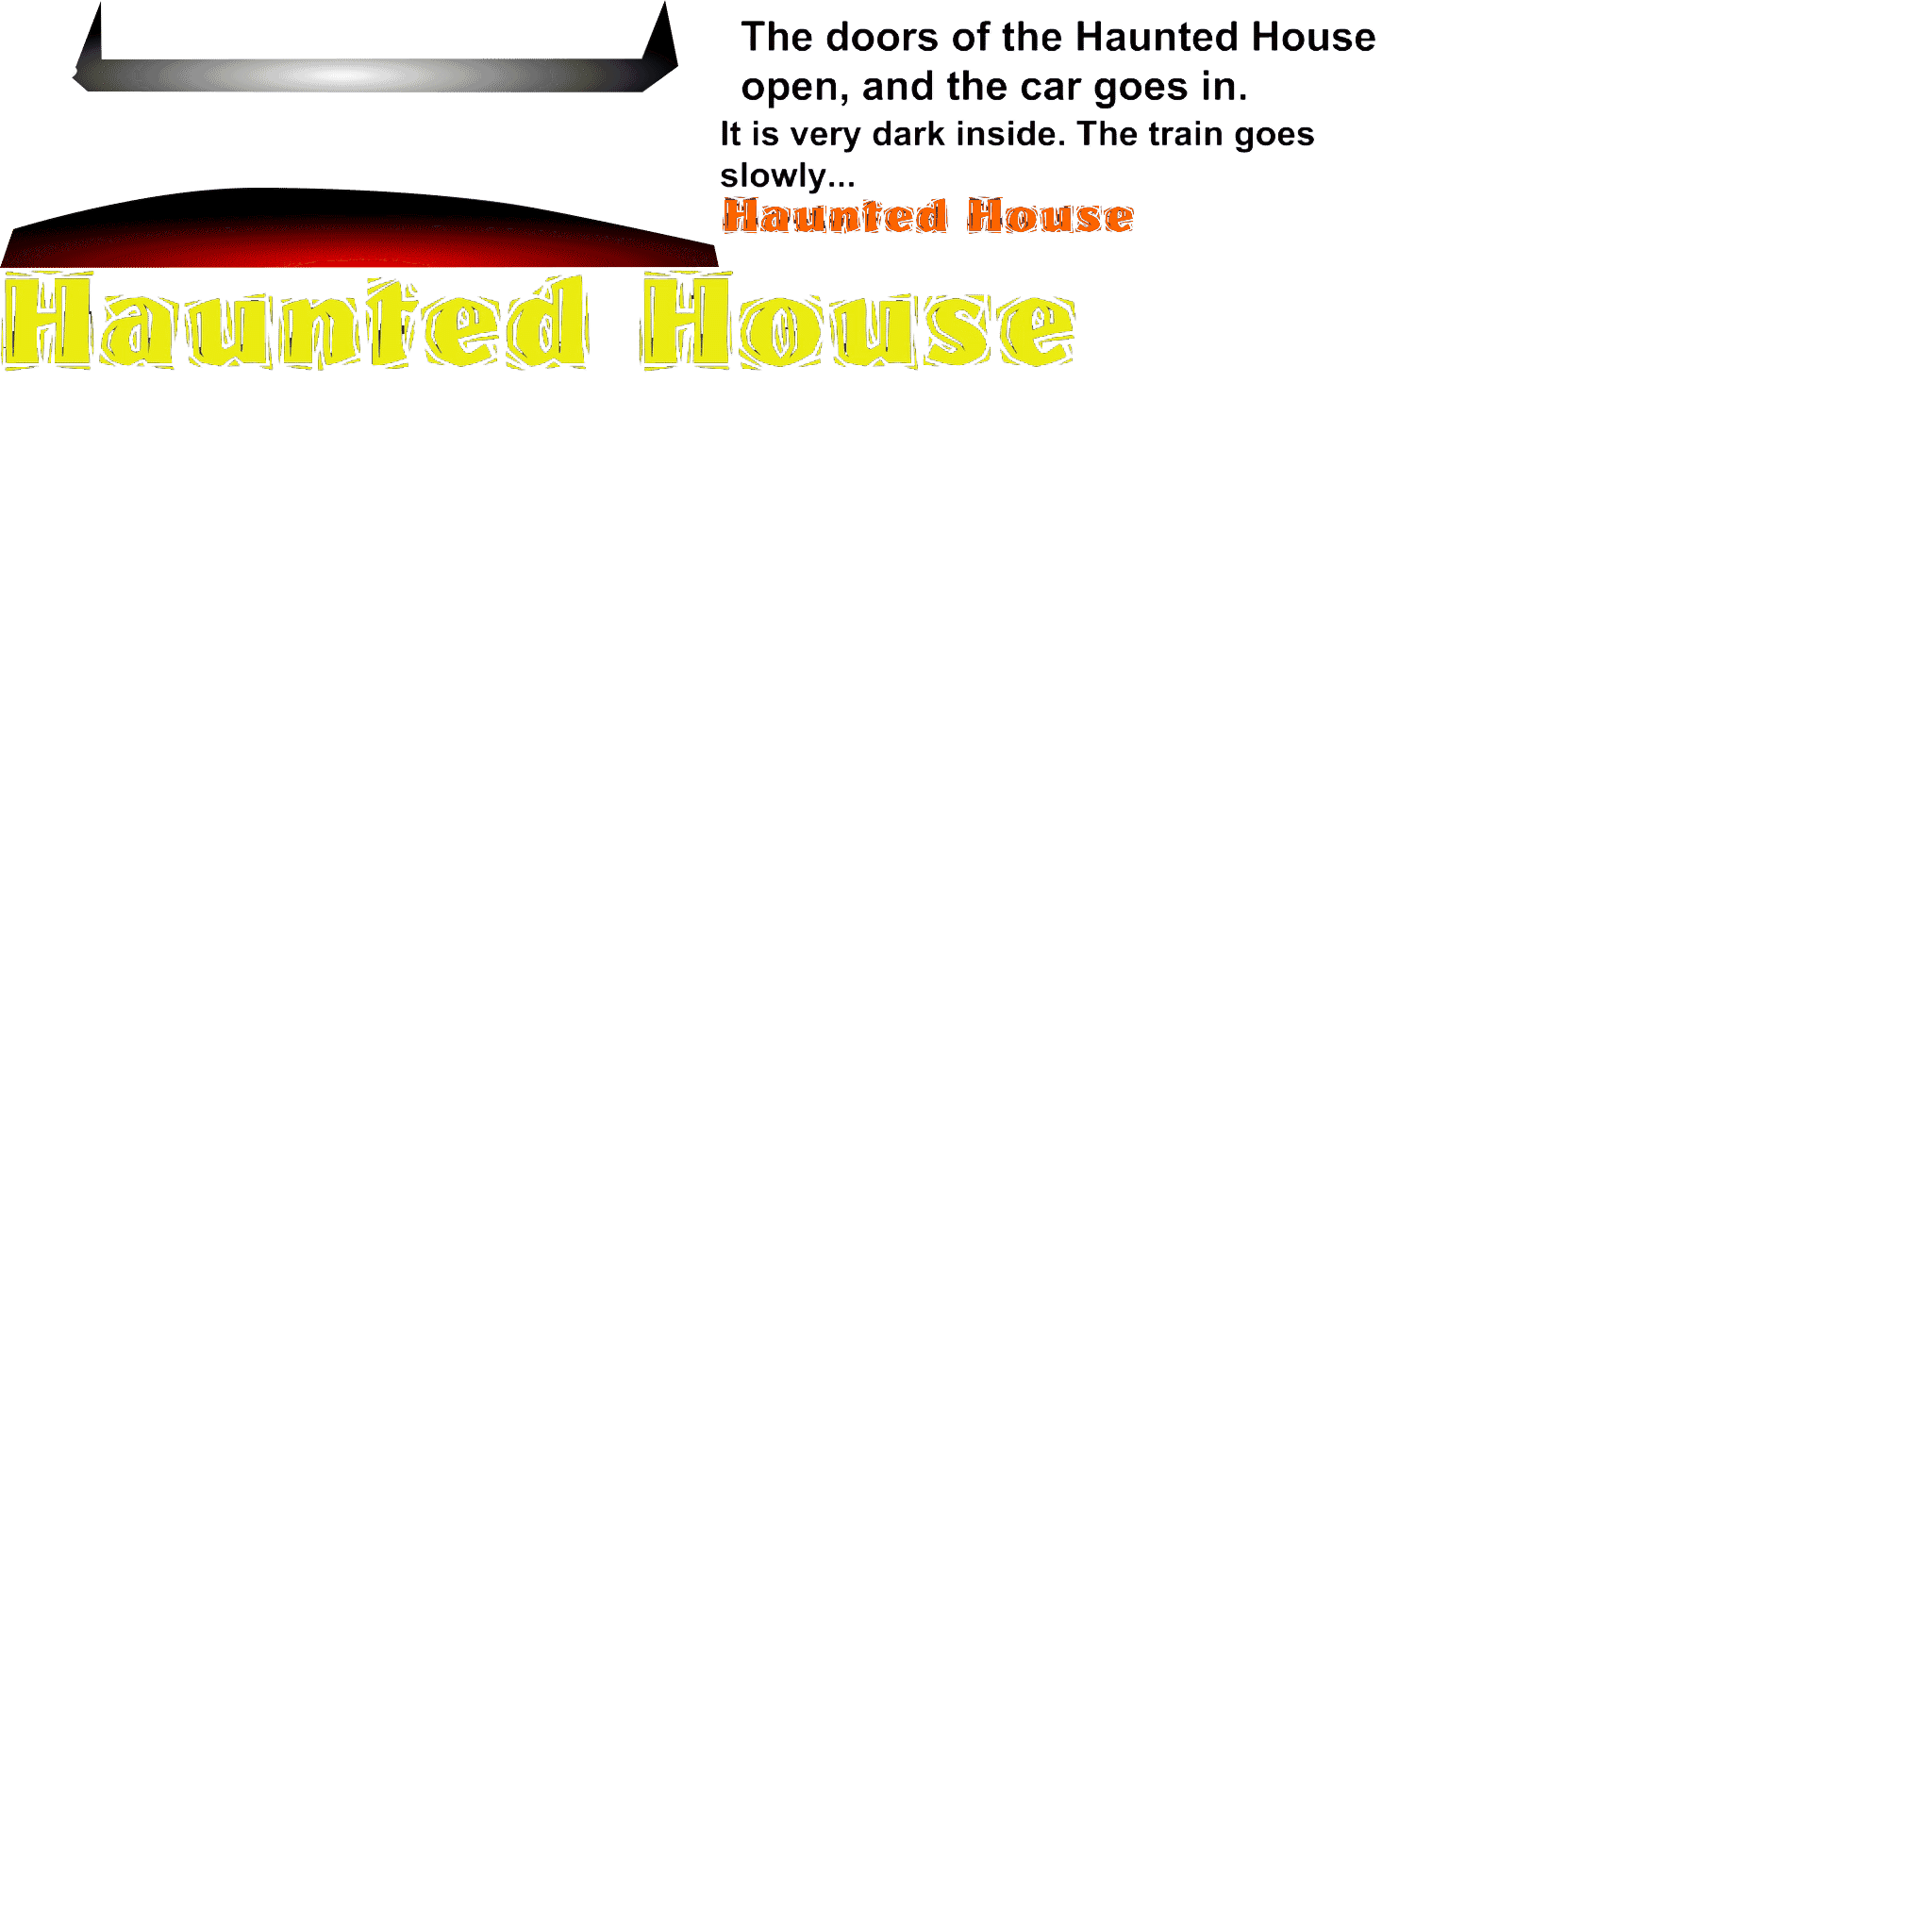 The doors of the Haunted House
open, and the car goes in.
It is very dark inside. The train goes
slowly...
Haunted House
Haunted House